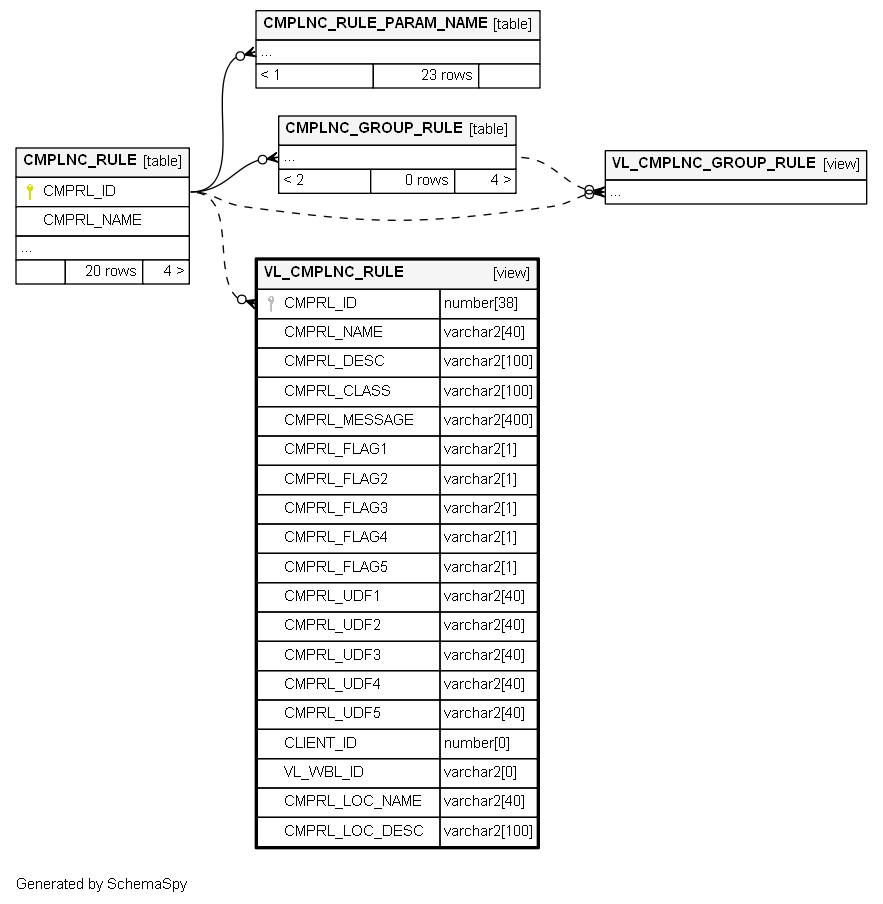 CMPLNC_RULE_PARAM_NAME [table]
...
< 1 23 rows
CMPLNC_GROUP_RULE [table]
...
< 2 0 rows 4 >
CMPLNC_RULE [table]
CMPRL_ID
CMPRL_NAME
...
20 rows 4 >
VL_CMPLNC_GROUP_RULE [view]
...
VL_CMPLNC_RULE [view]
CMPRL_ID number[38]
CMPRL_NAME varchar2[40]
CMPRL_DESC varchar2[100]
CMPRL_CLASS varchar2[100]
CMPRL_MESSAGE varchar2[400]
CMPRL_FLAG1 varchar2[1]
CMPRL_FLAG2 varchar2[1]
CMPRL_FLAG3 varchar2[1]
CMPRL_FLAG4 varchar2[1]
CMPRL_FLAG5 varchar2[1]
CMPRL_UDF1 varchar2[40]
CMPRL_UDF2 varchar2[40]
CMPRL_UDF3 varchar2[40]
CMPRL_UDF4 varchar2[40]
CMPRL_UDF5 varchar2[40]
CLIENT_ID number[0]
VL_WBL_ID varchar2[0]
CMPRL_LOC_NAME varchar2[40]
CMPRL_LOC_DESC varchar2[100]
Generated by SchemaSpy